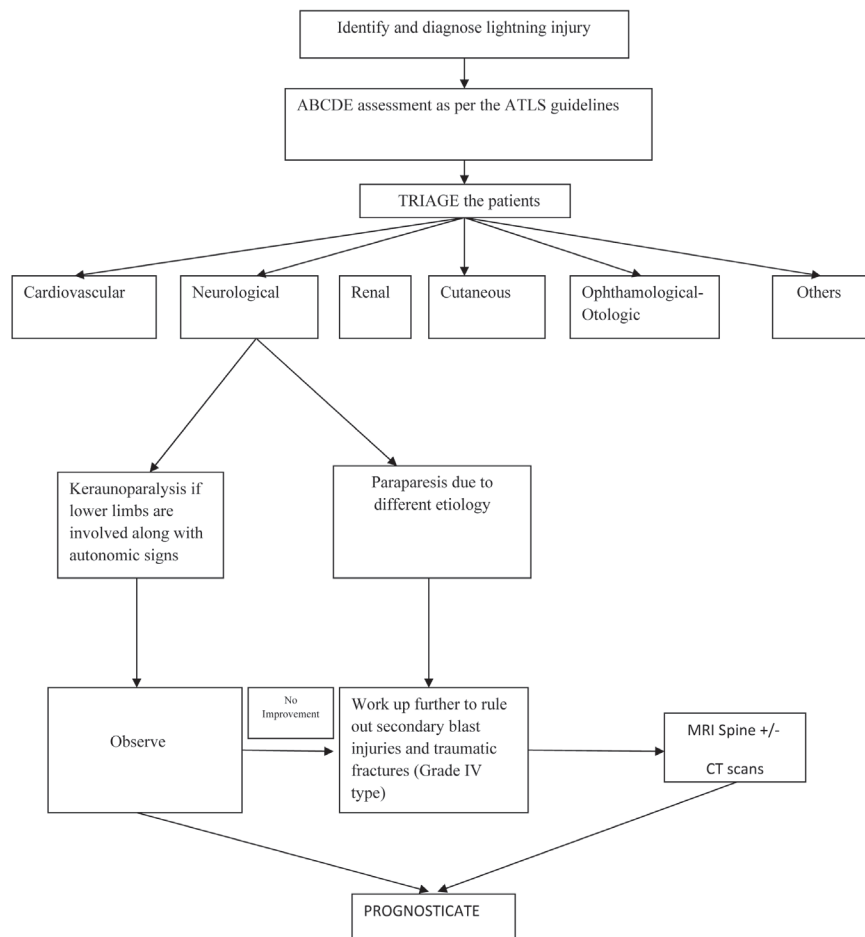 Identify and diagnose lightning injury
ABCDE assessment as per the ATLS guidelines
TRIAGE the patients
Cardiovascular
Neurological
Renal
Cutaneous
Ophthamological-
Otologic
Others
Keraunoparalysis if
lower limbs are
involved along with
autonomic signs
Paraparesis due to
different etiology
Observe
No
Improvement
Work up further to rule
out secondary blast
injuries and traumatic
fractures (Grade IV
type)
MRI Spine +/-
CT scans
PROGNOSTICATE